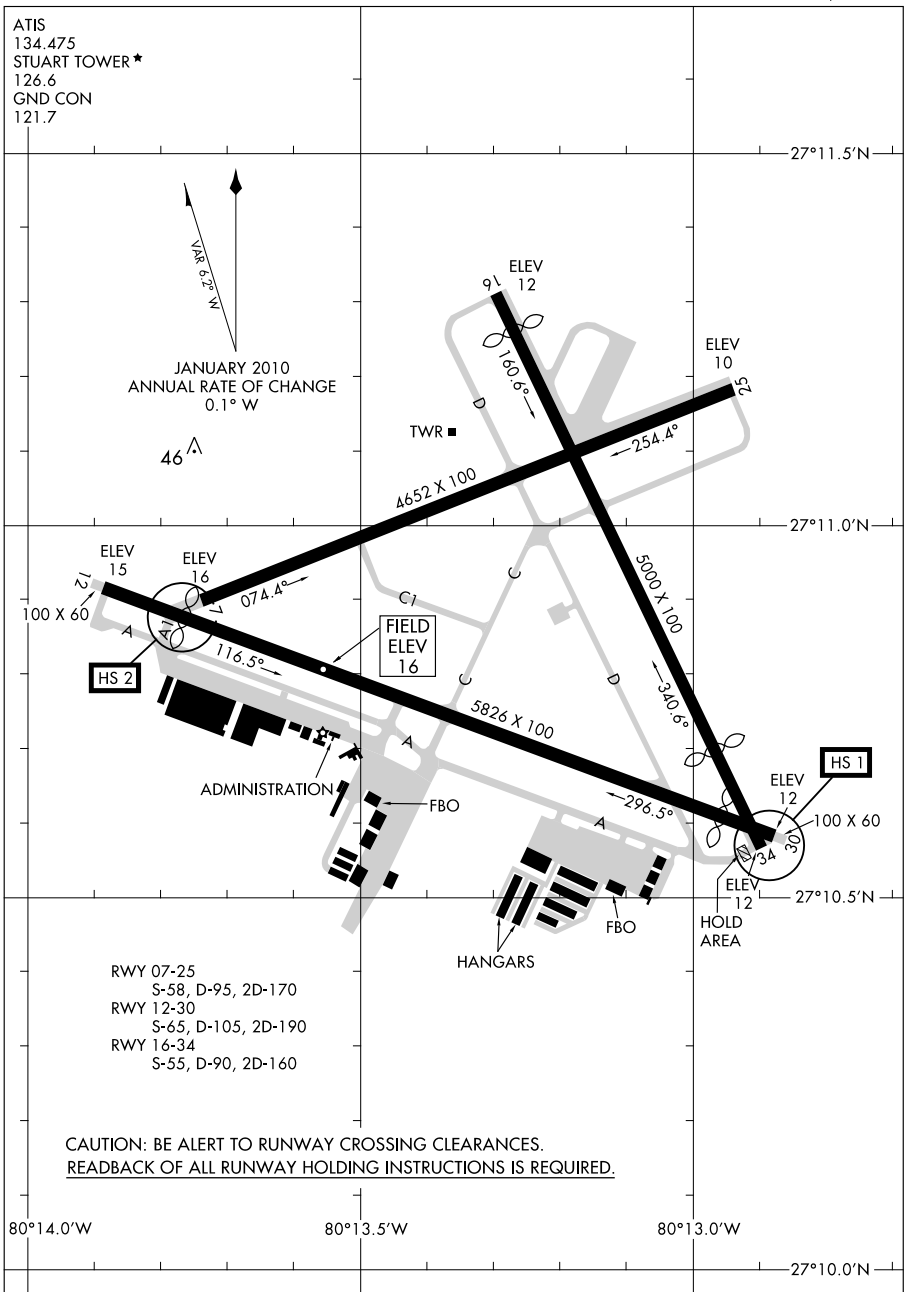 ATIS
134.475
STUART TOWER★
126.6
GND CON
121.7
27°11.5'N
VAR 6.2° W
JANUARY 2010
ANNUAL RATE OF CHANGE
0.1° W
46
16
ELEV
12
160.6°
D
ELEV
10
25
254.4°
TWR
4652 X 100
27°11.0'N
ELEV
15
12
100 X 60
ELEV
16
7
074.4°
A1
A
HS 2
116.5°
C1
C
FIELD
ELEV
16
C
D
5000 X 100
340.6°
5826 X 100
A
ADMINISTRATION
FBO
296.5°
A
HS 1
ELEV
12
100 X 60
30
34
ELEV
12
HOLD
AREA
27°10.5'N
FBO
HANGARS
RWY 07-25
S-58, D-95, 2D-170
RWY 12-30
S-65, D-105, 2D-190
RWY 16-34
S-55, D-90, 2D-160
CAUTION: BE ALERT TO RUNWAY CROSSING CLEARANCES.
READBACK OF ALL RUNWAY HOLDING INSTRUCTIONS IS REQUIRED.
80°14.0'W
80°13.5'W
80°13.0'W
27°10.0'N